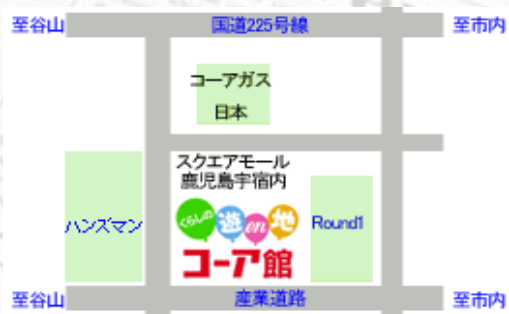 至谷山 国道225号線 至市内
コーアガス
日本
スクエアモール
鹿児島宇宿内
くらしの 遊 en 地
ハンズマン
Round1
コーア館
至谷山 産業道路 至市内